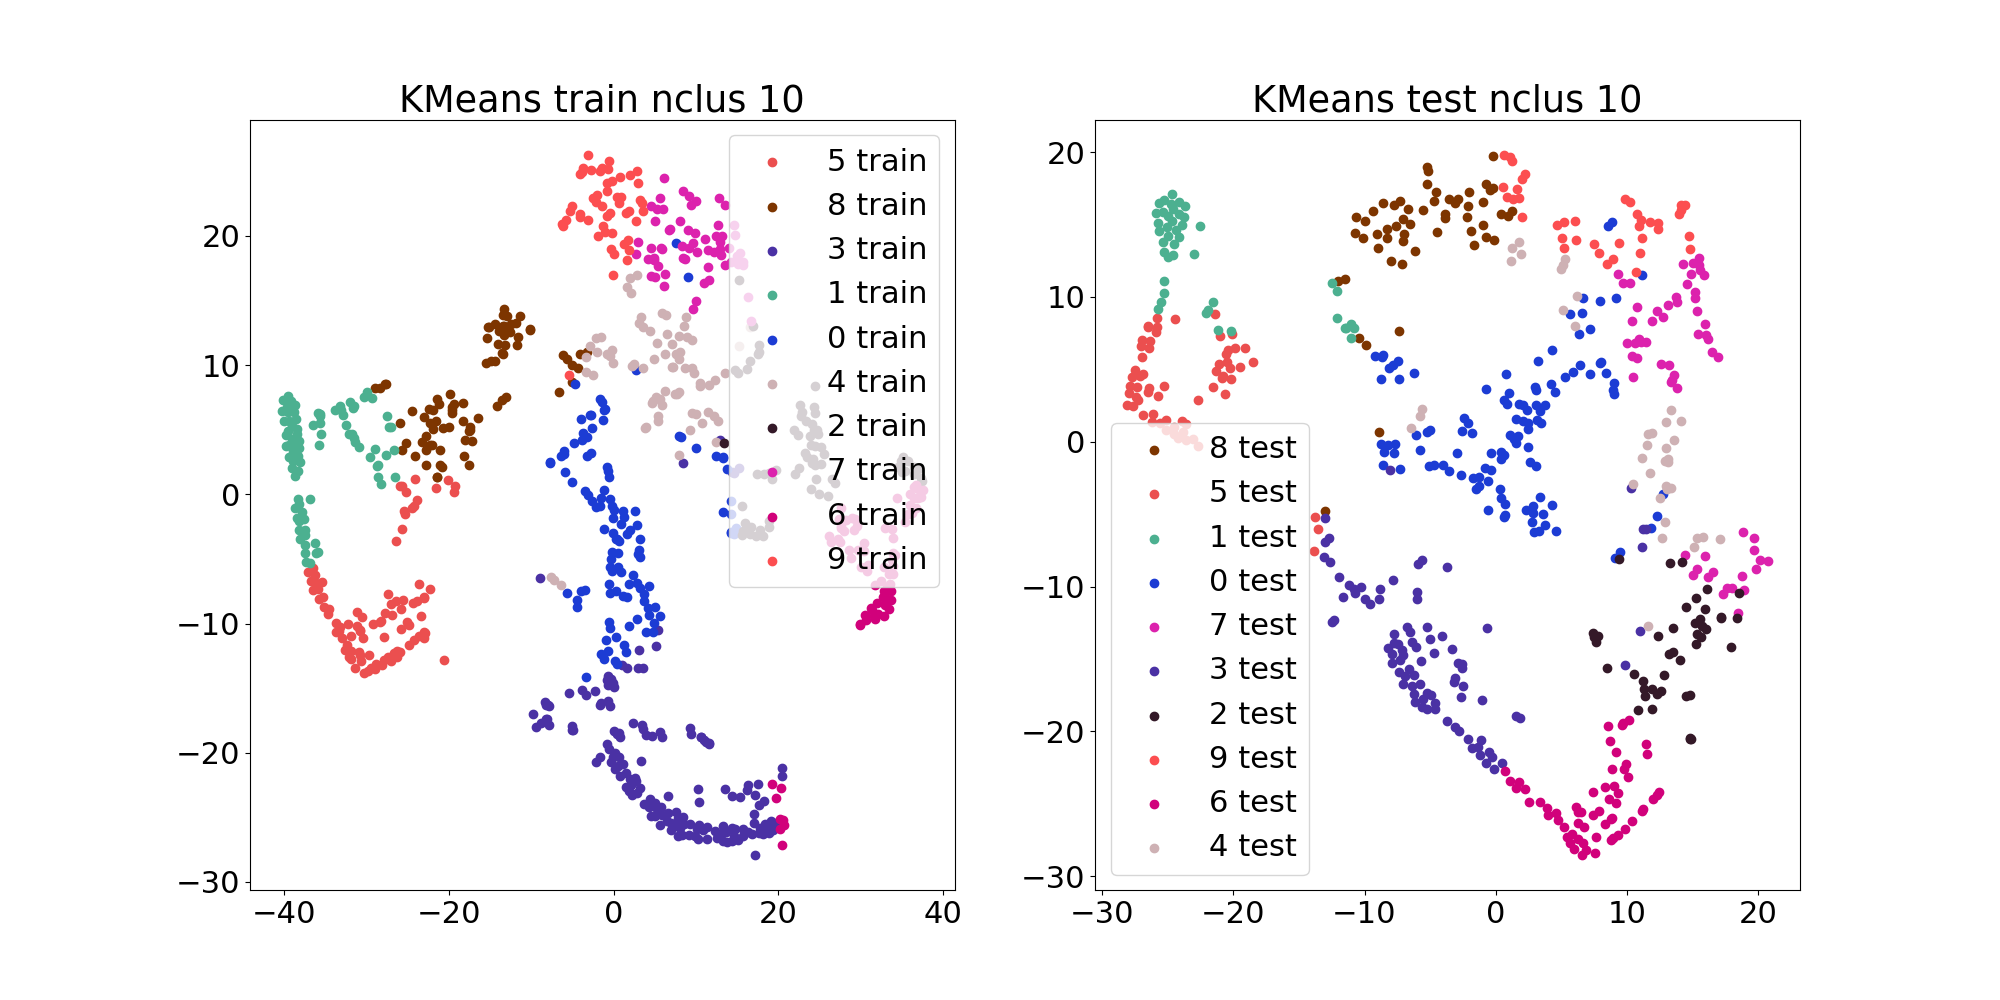 KMeans train nclus 10
20
10
0
−10
−20
−30
−40
−20
0
20
40
5 train
8 train
3 train
1 train
0 train
4 train
2 train
7 train
6 train
9 train
KMeans test nclus 10
20
10
0
−10
−20
−30
−30
−20
−10
0
10
20
8 test
5 test
1 test
0 test
7 test
3 test
2 test
9 test
6 test
4 test